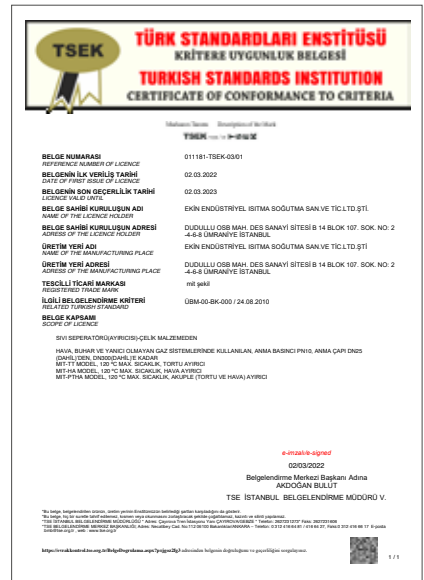 TSEK
TÜRK STANDARDLARI ENSTİTÜSÜ
KRİTERE UYGUNLUK BELGESİ
TURKISH STANDARDS INSTITUTION
CERTIFICATE OF CONFORMANCE TO CRITERIA
Markanın Tanımı Description of the Mark
TSEK
BELGE NUMARASI 011181-TSEK-03/01
REFERENCE NUMBER OF LICENCE
BELGENİN İLK VERİLİŞ TARİHİ 02.03.2022
DATE OF FIRST ISSUE OF LICENCE
BELGENİN SON GEÇERLİLİK TARİHİ 02.03.2023
LICENCE VALID UNTIL
BELGE SAHİBİ KURULUŞUN ADI EKİN ENDÜSTRİYEL ISITMA SOĞUTMA SAN.VE TİC.LTD.ŞTİ.
NAME OF THE LICENCE HOLDER
BELGE SAHİBİ KURULUŞUN ADRESİ DUDULLU OSB MAH. DES SANAYİ SİTESİ B 14 BLOK 107. SOK. NO: 2
ADRESS OF THE LICENCE HOLDER -4-6-8 ÜMRANİYE İSTANBUL
ÜRETİM YERİ ADI EKİN ENDÜSTRİYEL ISITMA SOĞUTMA SAN.VE TİC.LTD.ŞTİ
NAME OF THE MANUFACTURING PLACE
ÜRETİM YERİ ADRESİ DUDULLU OSB MAH. DES SANAYİ SİTESİ B 14 BLOK 107. SOK. NO: 2
ADRESS OF THE MANUFACTURING PLACE -4-6-8 ÜMRANİYE İSTANBUL
TESCİLLİ TİCARİ MARKASI mit şekil
REGISTERED TRADE MARK
İLGİLİ BELGELENDİRME KRİTERİ ÜBM-00-BK-000 / 24.08.2010
RELATED TURKISH STANDARD
BELGE KAPSAMI
SCOPE OF LICENCE
SIVI SEPERATÖRÜ(AYIRICISI)-ÇELİK MALZEMEDEN
HAVA, BUHAR VE YANICI OLMAYAN GAZ SİSTEMLERİNDE KULLANILAN, ANMA BASINCI PN10, ANMA ÇAPI DN25
(DAHİL)'DEN, DN300(DAHİL)'E KADAR
MIT-TT MODEL, 120 ºC MAX. SICAKLIK, TORTU AYIRICI
MIT-HA MODEL, 120 ºC MAX. SICAKLIK, HAVA AYIRICI
MIT-PTHA MODEL, 120 ºC MAX. SICAKLIK, AKUPLE (TORTU VE HAVA) AYIRICI
e-imzalı/e-signed
02/03/2022
Belgelendirme Merkezi Başkanı Adına
AKDOĞAN BULUT
TSE İSTANBUL BELGELENDİRME MÜDÜRÜ V.
1 / 1